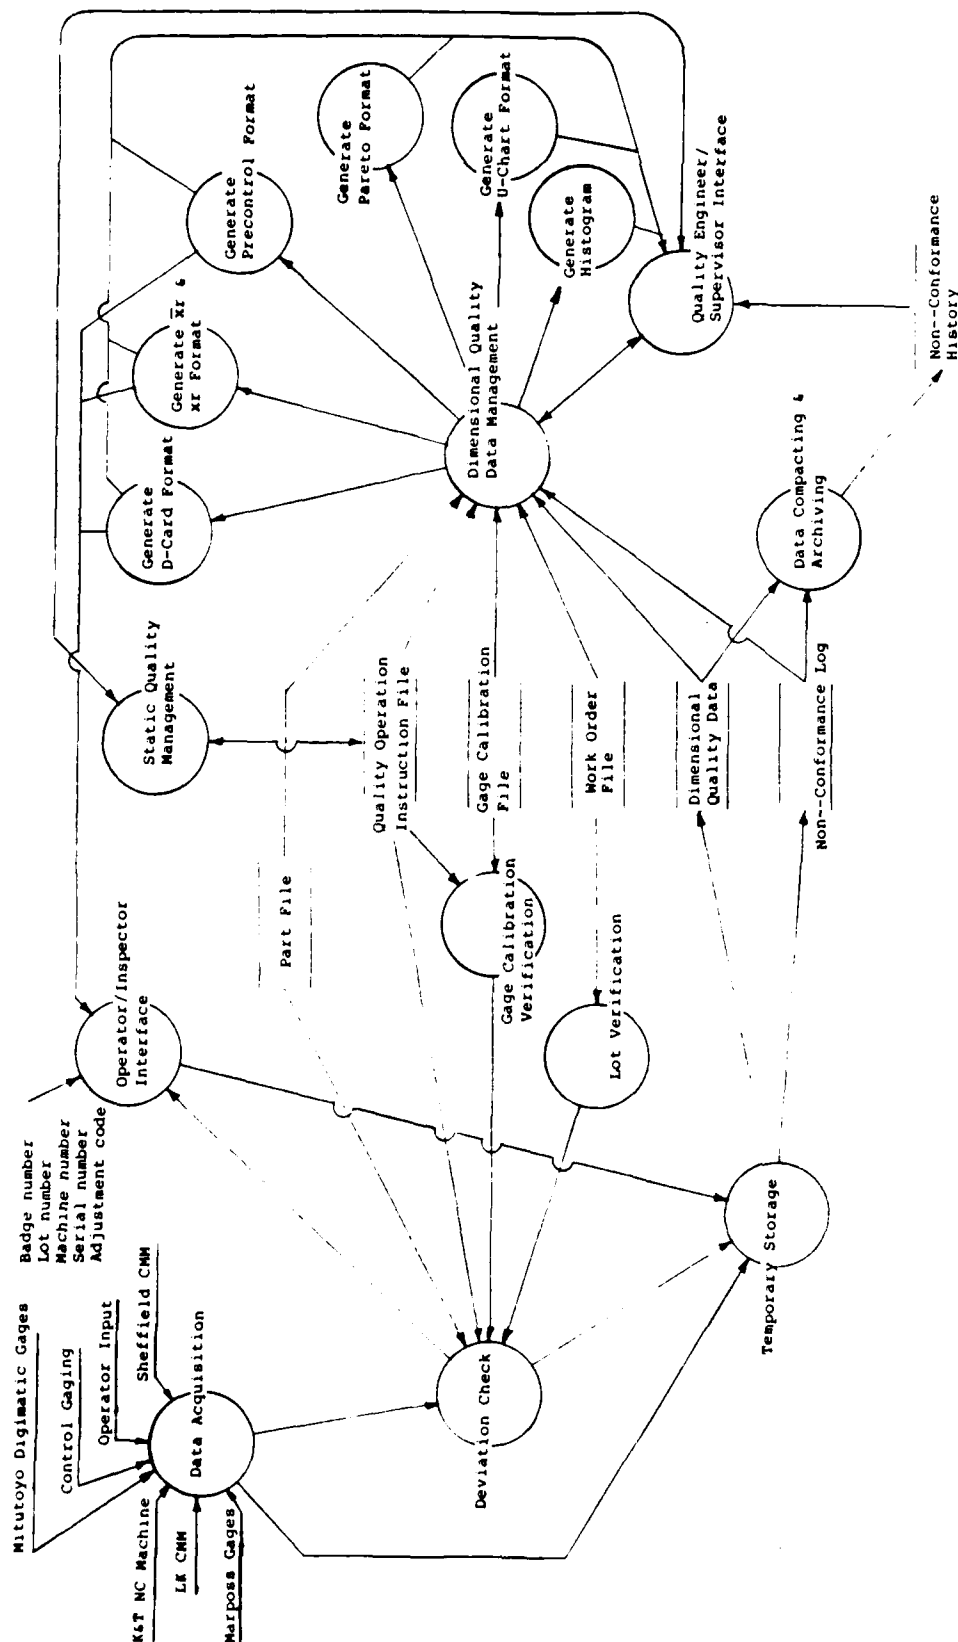 Mitutoyo Digimatic Gages
Control Gaging
Operator Input
Sheffield CMM
K&T NC Machine
LK CMM
Marposs Gages
Data Acquisition
Badge number
Lot number
Machine number
Serial number
Adjustment code
Operator/Inspector
Interface
Deviation Check
Temporary Storage
Part File
Gage Calibration
Verification
Lot Verification
Static Quality
Management
Quality Operation
Instruction File
Gage Calibration
File
Work Order
File
Dimensional
Quality Data
Non--Conformance Log
Generate
D-Card Format
Generate x̄r &
xr Format
Generate
Precontrol Format
Generate
Pareto Format
Generate
U-Chart Format
Generate
Histogram
Dimensional Quality
Data Management
Quality Engineer/
Supervisor Interface
Data Compacting &
Archiving
Non--Conformance
History